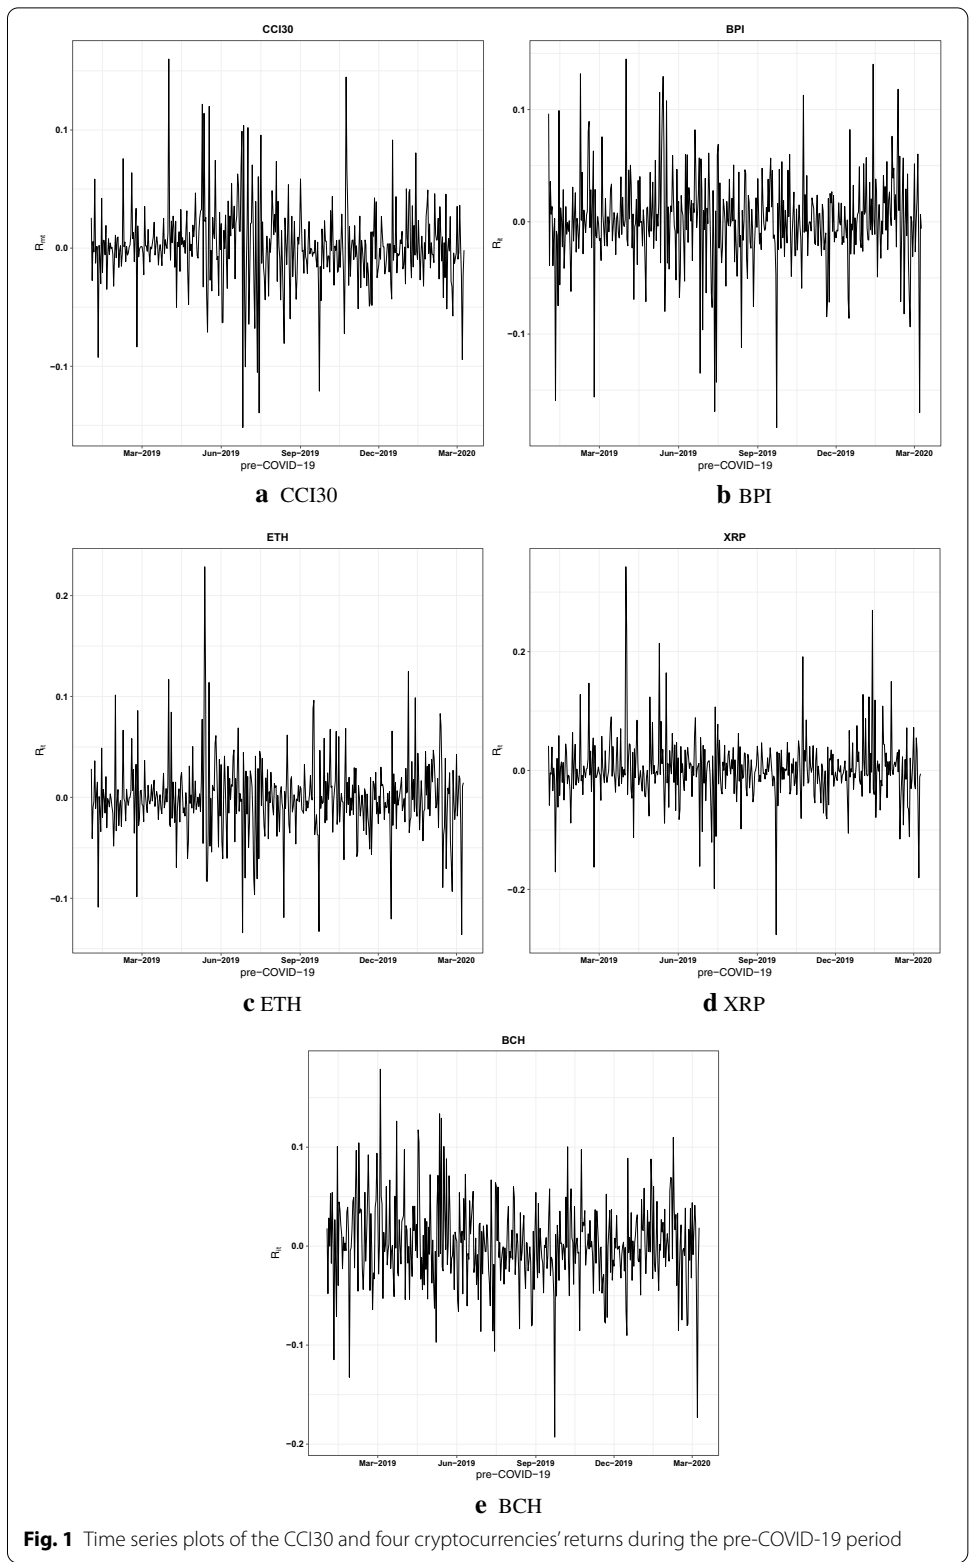 CCI30
BPI
0.1
0.0
−0.1
R_mt
Mar−2019 Jun−2019 Sep−2019 Dec−2019 Mar−2020
pre−COVID−19
0.1
0.0
−0.1
R_it
Mar−2019 Jun−2019 Sep−2019 Dec−2019 Mar−2020
pre−COVID−19
a CCI30
b BPI
ETH
XRP
0.2
0.1
0.0
−0.1
R_it
Mar−2019 Jun−2019 Sep−2019 Dec−2019 Mar−2020
pre−COVID−19
0.2
0.0
−0.2
R_it
Mar−2019 Jun−2019 Sep−2019 Dec−2019 Mar−2020
pre−COVID−19
c ETH
d XRP
BCH
0.1
0.0
−0.1
−0.2
R_it
Mar−2019 Jun−2019 Sep−2019 Dec−2019 Mar−2020
pre−COVID−19
e BCH
Fig. 1 Time series plots of the CCI30 and four cryptocurrencies' returns during the pre-COVID-19 period